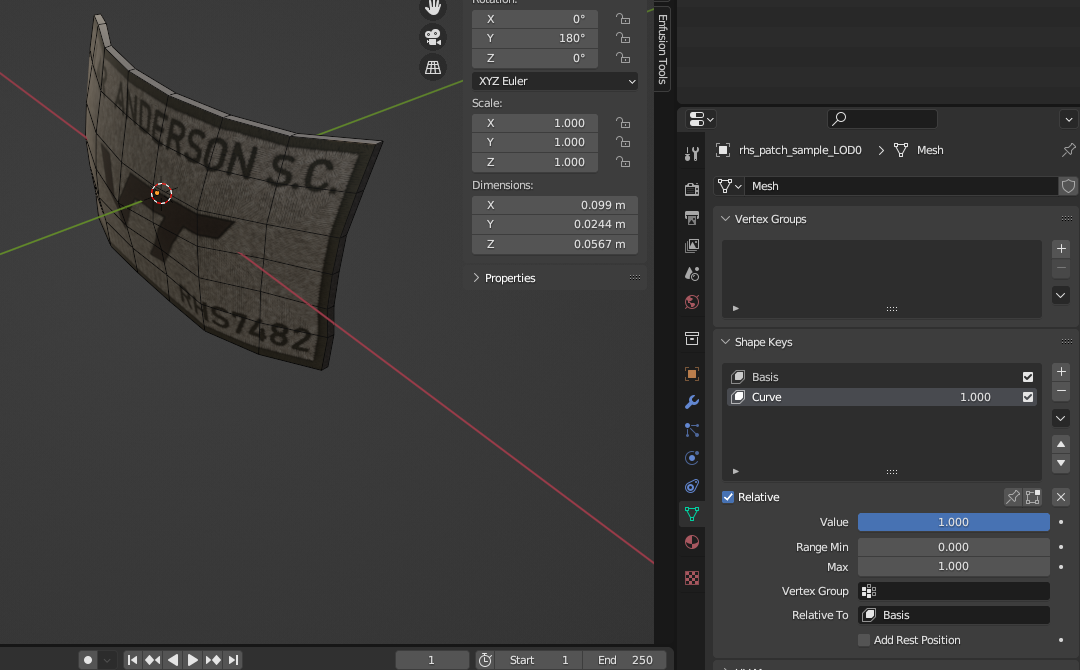 Rotation:
X 0°
Y 180°
Z 0°
XYZ Euler
Scale:
X 1.000
Y 1.000
Z 1.000
Dimensions:
X 0.099 m
Y 0.0244 m
Z 0.0567 m
Properties
Enfusion Tools
ANDERSON S.C.
RHS7482
rhs_patch_sample_LOD0 > Mesh
Mesh
Vertex Groups
Shape Keys
Basis
Curve 1.000
Relative
Value 1.000
Range Min 0.000
Max 1.000
Vertex Group
Relative To Basis
Add Rest Position
1
Start 1
End 250